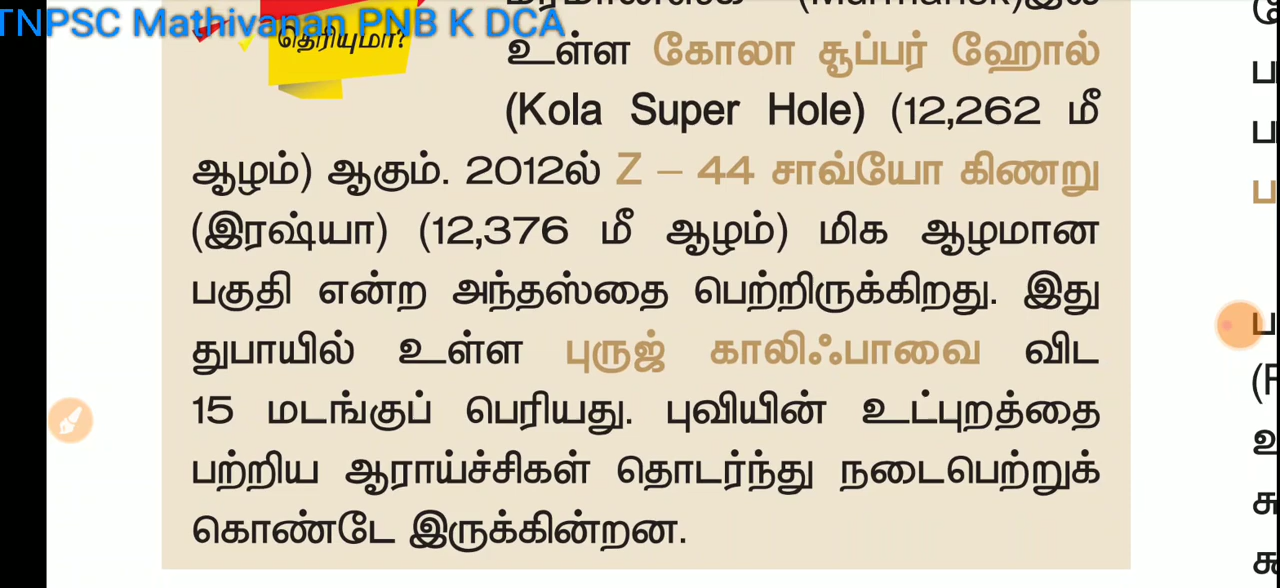 TNPSC Mathivanan PNB K DCA
தெரியுமா?
(Murmansk)இல்
உள்ள கோலா சூப்பர் ஹோல்
(Kola Super Hole) (12,262 மீ
ஆழம்) ஆகும். 2012ல் Z – 44 சாவ்யோ கிணறு
(இரஷ்யா) (12,376 மீ ஆழம்) மிக ஆழமான
பகுதி என்ற அந்தஸ்தை பெற்றிருக்கிறது. இது
துபாயில் உள்ள புருஜ் காலிஃபாவை விட
15 மடங்குப் பெரியது. புவியின் உட்புறத்தை
பற்றிய ஆராய்ச்சிகள் தொடர்ந்து நடைபெற்றுக்
கொண்டே இருக்கின்றன.